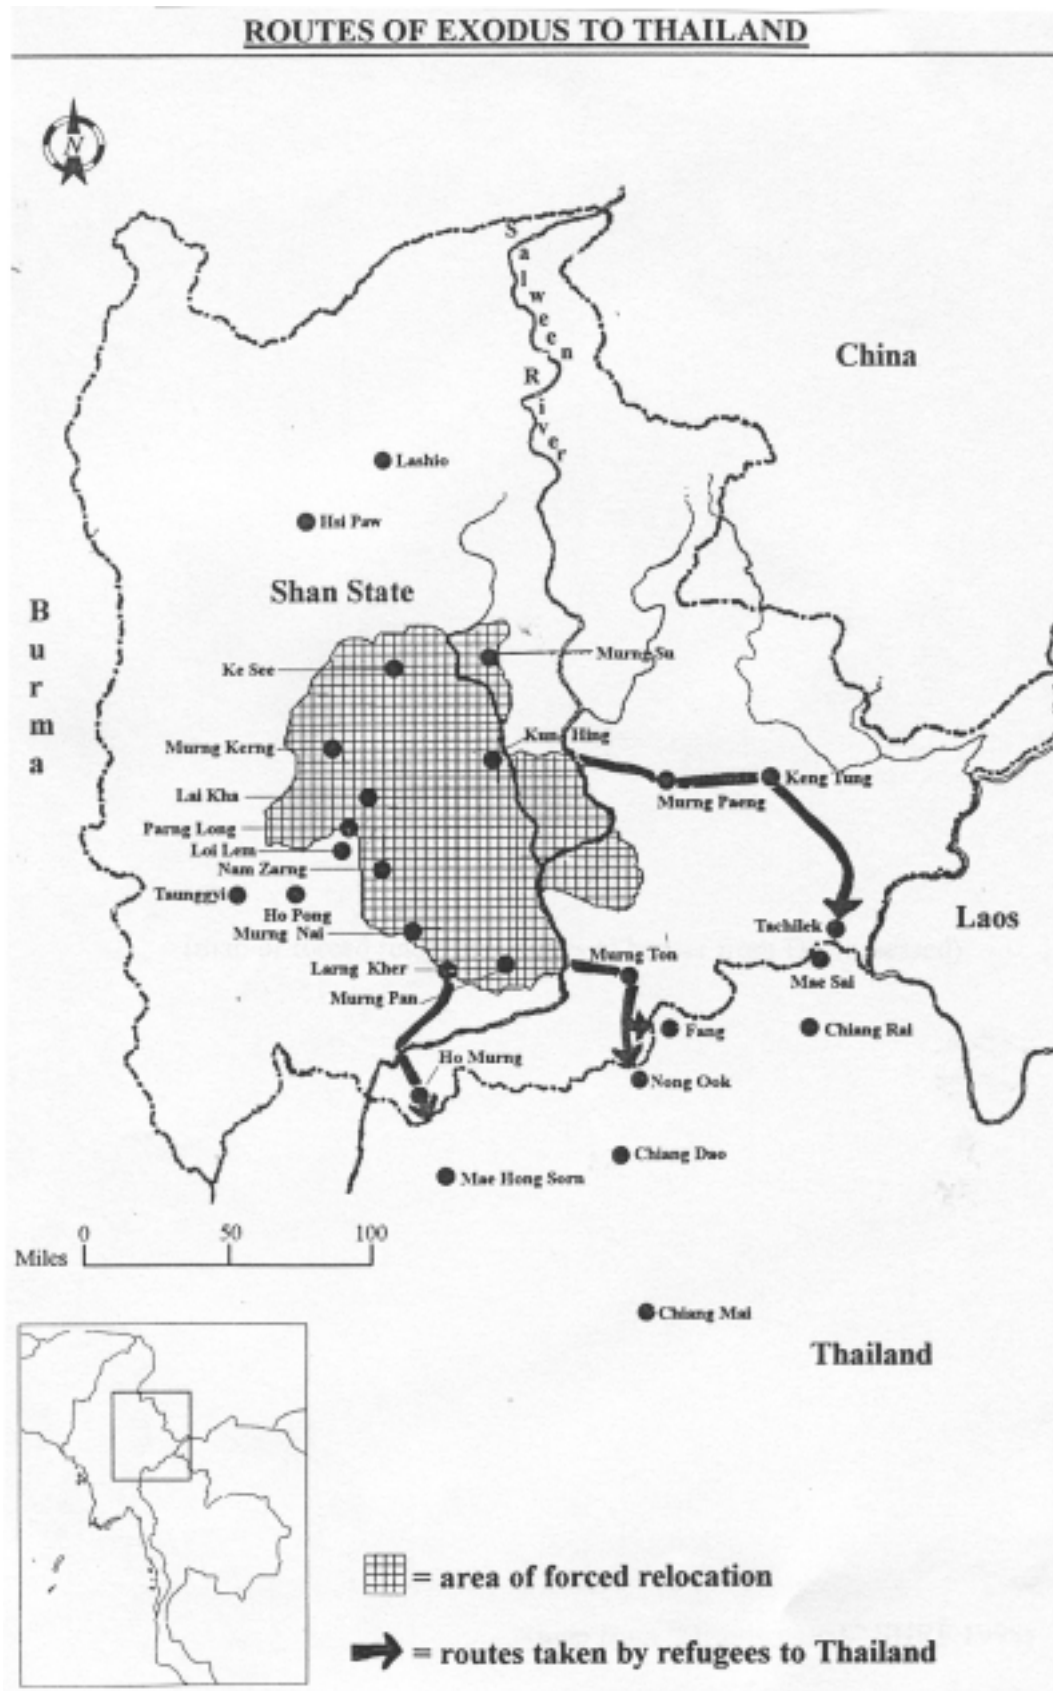 ROUTES OF EXODUS TO THAILAND
N
Salween River
China
Lashio
Hsi Paw
Shan State
Burma
Murng Su
Ke See
Kung Hing
Murng Kerng
Keng Tung
Lai Kha
Murng Paeng
Parng Long
Loi Lem
Nam Zarng
Taunggyi
Ho Pong
Laos
Murng Nai
Tachilek
Larng Kher
Murng Ton
Mae Sai
Murng Pan
Fang
Chiang Rai
Ho Murng
Nong Ook
Chiang Dao
Mae Hong Sorn
0 50 100
Miles
Chiang Mai
Thailand
= area of forced relocation
= routes taken by refugees to Thailand